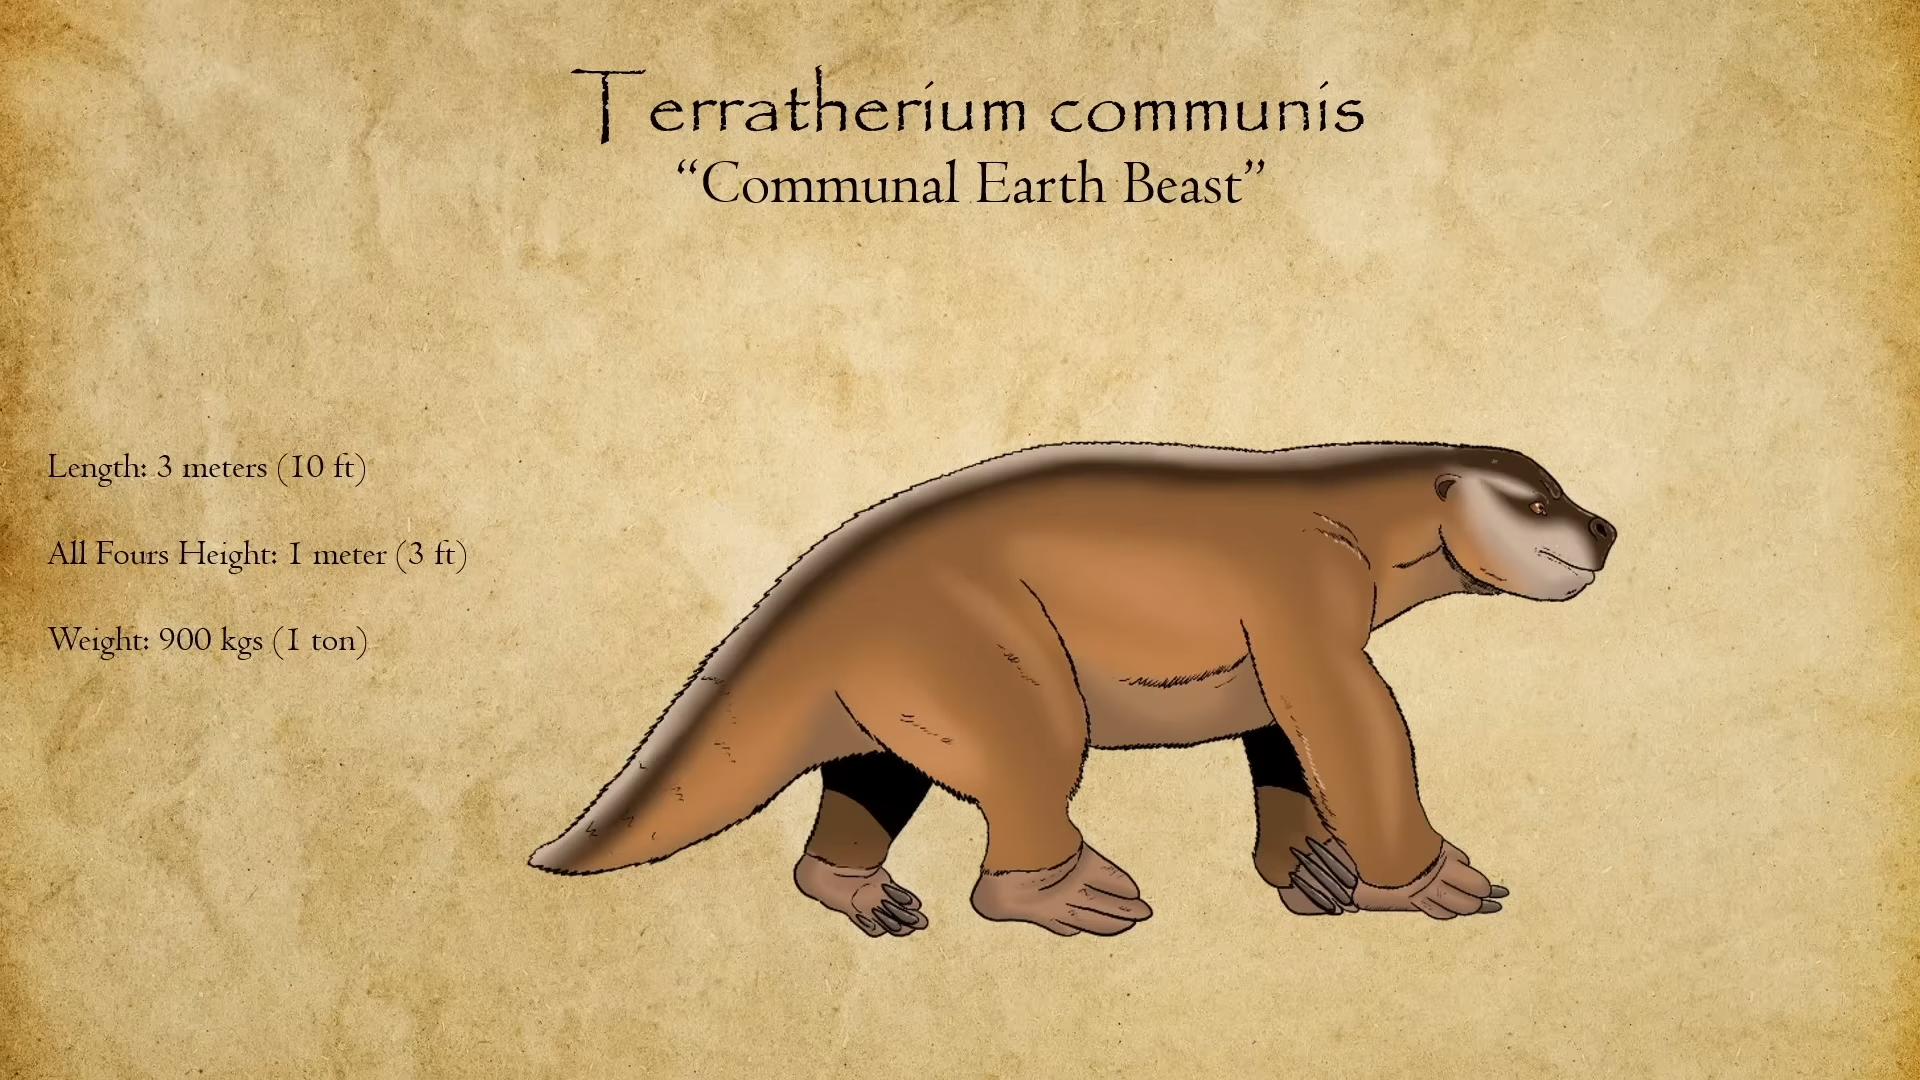 Terratherium communis
“Communal Earth Beast”
Length: 3 meters (10 ft)
All Fours Height: 1 meter (3 ft)
Weight: 900 kgs (1 ton)